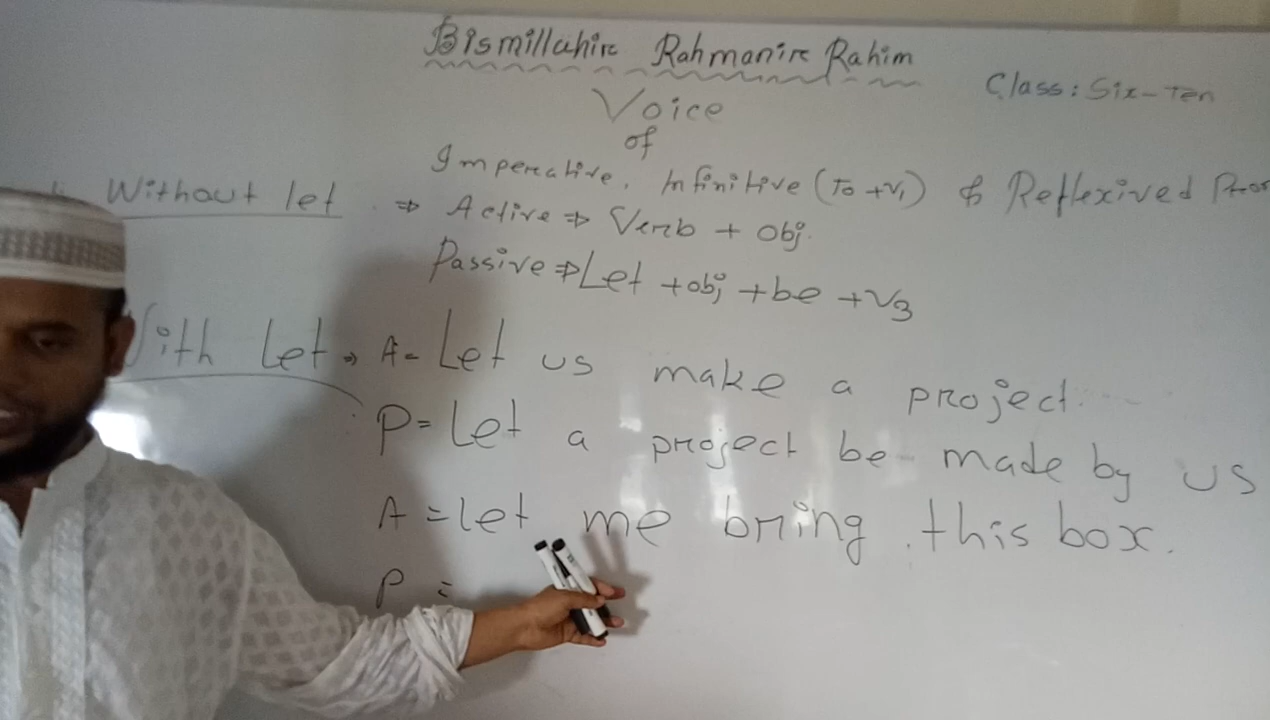 Bismillahir Rahmanir Rahim
Class: Six-Ten
Voice
of
Imperative, Infinitive (To +V1) & Reflexived
Without let ⇒ Active ⇒ Verb + obj.
Passive ⇒ Let +obj +be +V3
With Let ⇒ A = Let us make a project.
P = Let a project be made by us
A = Let me bring this box.
P =